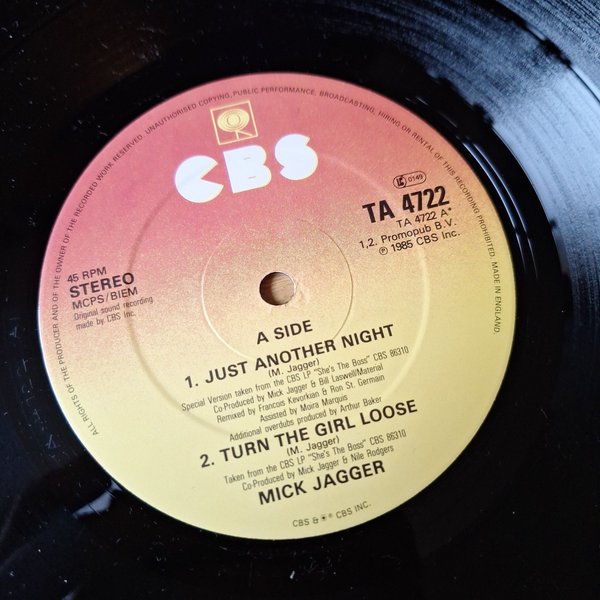 ALL RIGHTS OF THE PRODUCER AND OF THE OWNER OF THE RECORDED WORK RESERVED. UNAUTHORISED COPYING, PUBLIC PERFORMANCE, BROADCASTING, HIRING OR RENTAL OF THIS RECORDING PROHIBITED. MADE IN ENGLAND.
CBS
0149
TA 4722
TA 4722 A*
1,2. Promopub B.V.
℗ 1985 CBS Inc.
45 RPM
STEREO
MCPS/BIEM
Original sound recording
made by CBS Inc.
A SIDE
1. JUST ANOTHER NIGHT
(M. Jagger)
Special Version taken from the CBS LP "She's The Boss" CBS 86310
Co-Produced by Mick Jagger & Bill Laswell/Material
Remixed by Francois Kevorkian & Ron St. Germain
Assisted by Moira Marquis
Additional overdubs produced by Arthur Baker
2. TURN THE GIRL LOOSE
(M. Jagger)
Taken from the CBS LP "She's The Boss" CBS 86310
Co-Produced by Mick Jagger & Nile Rodgers
MICK JAGGER
CBS & ® CBS INC.